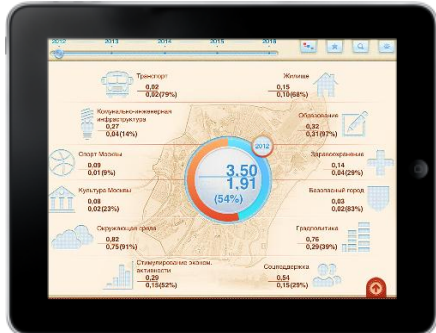 2012 2013 2014 2015 2016
Транспорт
0,02
0,02(79%)
Жилище
0,15
0,10(68%)
Комунально-инженерная
инфраструктура
0,27
0,04(14%)
Образование
0,32
0,31(97%)
2012
Спорт Москвы
0,09
0,01(9%)
Здравоохранение
0,14
0,04(29%)
3,50
1,91
(54%)
Культура Москвы
0,08
0,02(23%)
Безопасный город
0,03
0,02(83%)
Окружающая среда
0,82
0,75(91%)
Градполитика
0,76
0,29(39%)
Стимулирование эконом.
активности
0,29
0,15(52%)
Соцподдержка
0,54
0,15(29%)